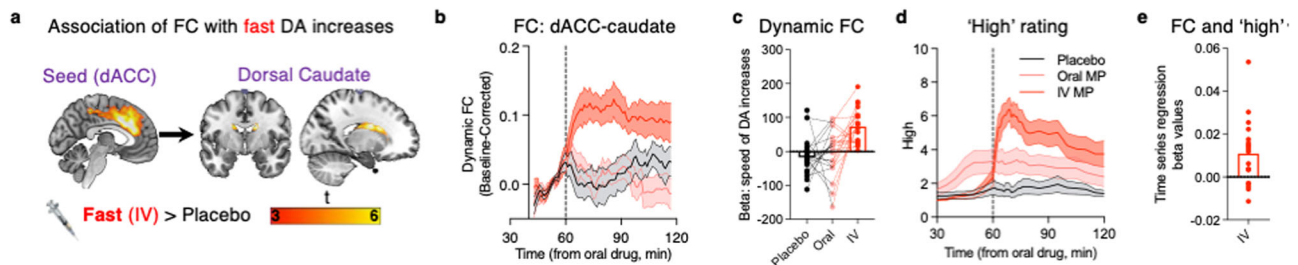 a Association of FC with fast DA increases
Seed (dACC)
Dorsal Caudate
t
Fast (IV) > Placebo
3 6
b FC: dACC-caudate
Dynamic FC
(Baseline-Corrected)
0.2
0.1
0.0
30 60 90 120
Time (from oral drug, min)
c Dynamic FC
Beta: speed of DA increases
300
200
100
0
-100
-200
Placebo
Oral
IV
d 'High' rating
High
10
8
6
4
2
0
Placebo
Oral MP
IV MP
30 60 90 120
Time (from oral drug, min)
e FC and 'high'
Time series regression
beta values
0.06
0.04
0.02
0.00
-0.02
IV